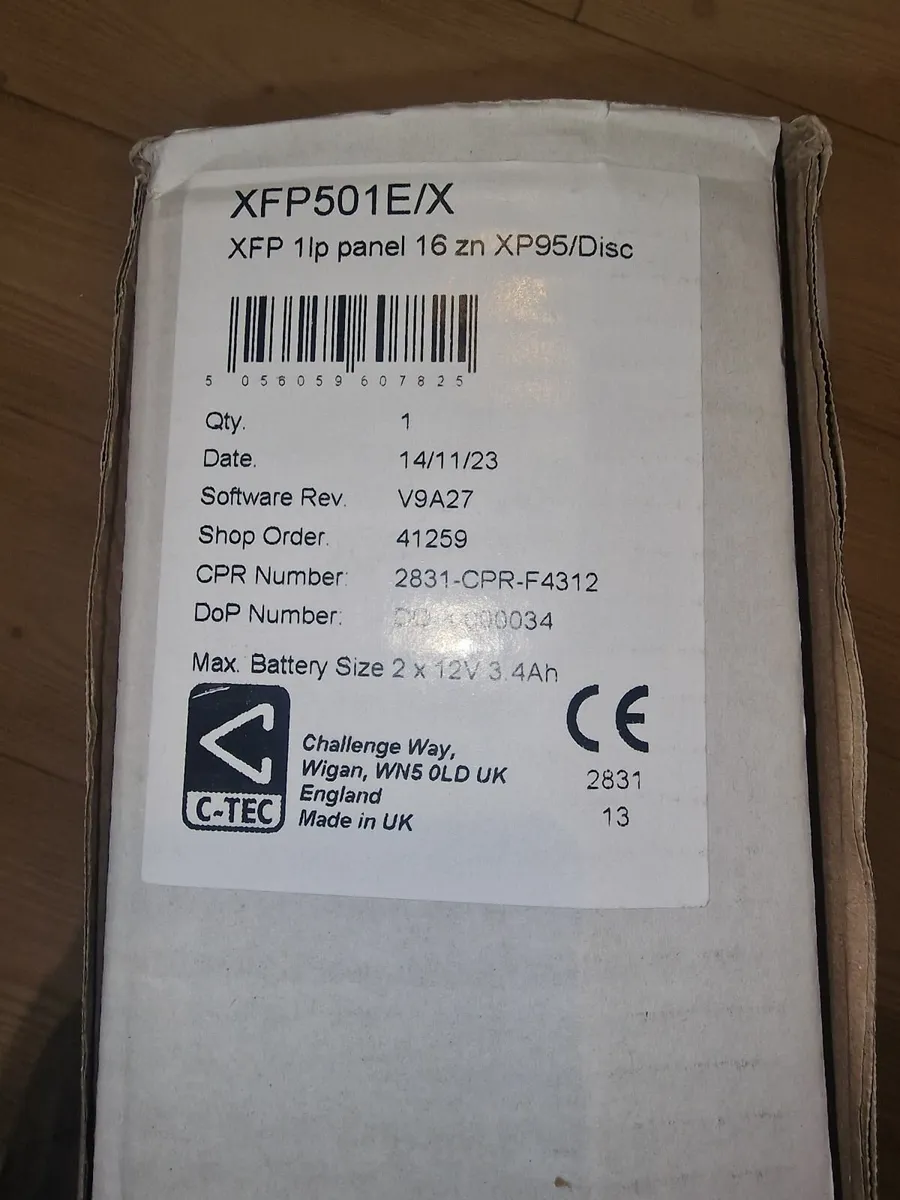 XFP501E/X
XFP 1lp panel 16 zn XP95/Disc
5 056059 607825
Qty. 1
Date. 14/11/23
Software Rev. V9A27
Shop Order. 41259
CPR Number: 2831-CPR-F4312
DoP Number:
Max. Battery Size 2 x 12V 3.4Ah
CE
C-TEC
Challenge Way,
Wigan, WN5 0LD UK
England
Made in UK
2831
13